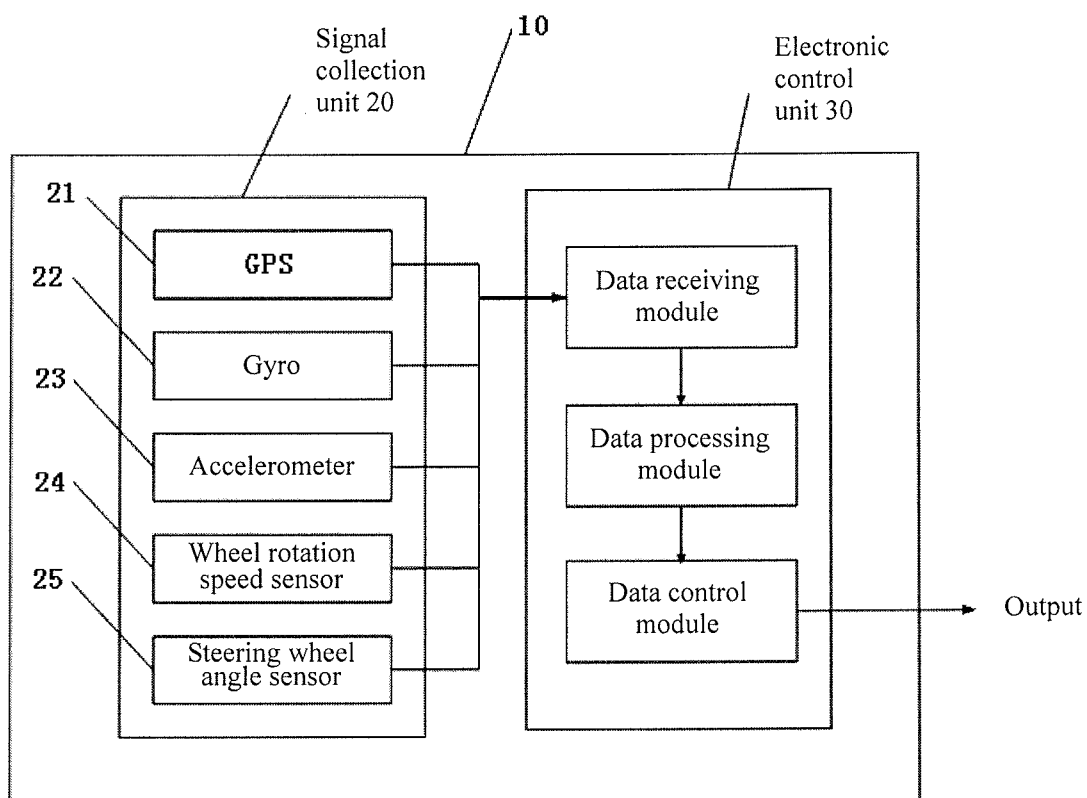 10
Signal
collection
unit 20
Electronic
control
unit 30
21
GPS
22
Gyro
23
Accelerometer
24
Wheel rotation
speed sensor
25
Steering wheel
angle sensor
Data receiving
module
Data processing
module
Data control
module
Output